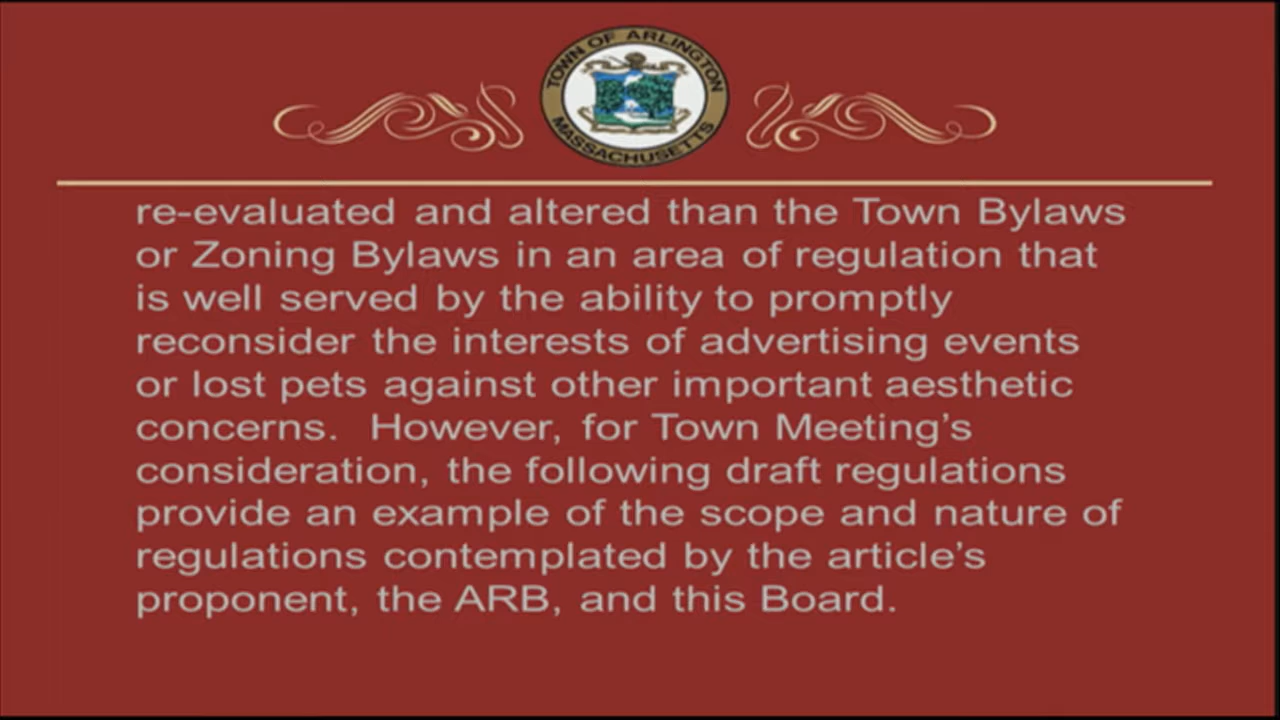 TOWN OF ARLINGTON
MASSACHUSETTS
re-evaluated and altered than the Town Bylaws
or Zoning Bylaws in an area of regulation that
is well served by the ability to promptly
reconsider the interests of advertising events
or lost pets against other important aesthetic
concerns.  However, for Town Meeting’s
consideration, the following draft regulations
provide an example of the scope and nature of
regulations contemplated by the article’s
proponent, the ARB, and this Board.